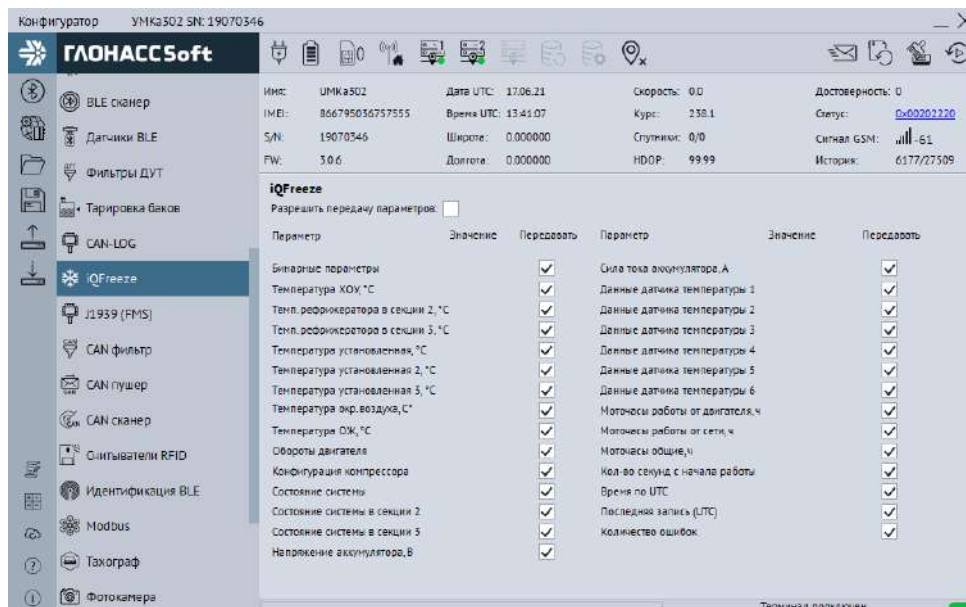 Конфигуратор УМКа302 SN: 19070346
ГЛОНАССSoft
BLE сканер
Датчики BLE
Фильтры ДУТ
Тарировка баков
CAN-LOG
iQFreeze
J1939 (FMS)
CAN фильтр
CAN пушер
CAN сканер
Считыватели RFID
Идентификация BLE
Modbus
Тахограф
Фотокамера
Имя: UMKa302 Дата UTC: 17.06.21 Скорость: 0.0 Достоверность: 0
IMEI: 866795036757555 Время UTC: 13:41:07 Курс: 238.1 Статус: 0x00202220
S/N: 19070346 Широта: 0.000000 Спутники: 0/0 Сигнал GSM: -61
FW: 3.0.6 Долгота: 0.000000 HDOP: 99.99 История: 6177/27509
iQFreeze
Разрешить передачу параметров:
Параметр Значение Передавать Параметр Значение Передавать
Бинарные параметры Сила тока аккумулятора, А
Температура ХОУ, °C Данные датчика температуры 1
Темп. рефрижератора в секции 2, °C Данные датчика температуры 2
Темп. рефрижератора в секции 3, °C Данные датчика температуры 3
Температура установленная, °C Данные датчика температуры 4
Температура установленная 2, °C Данные датчика температуры 5
Температура установленная 3, °C Данные датчика температуры 6
Температура окр. воздуха, C° Моточасы работы от двигателя, ч
Температура ОЖ, °C Моточасы работы от сети, ч
Обороты двигателя Моточасы общие, ч
Конфигурация компрессора Кол-во секунд с начала работы
Состояние системы Время по UTC
Состояние системы в секции 2 Последняя запись (UTC)
Состояние системы в секции 3 Количество ошибок
Напряжение аккумулятора, В
Терминал подключен